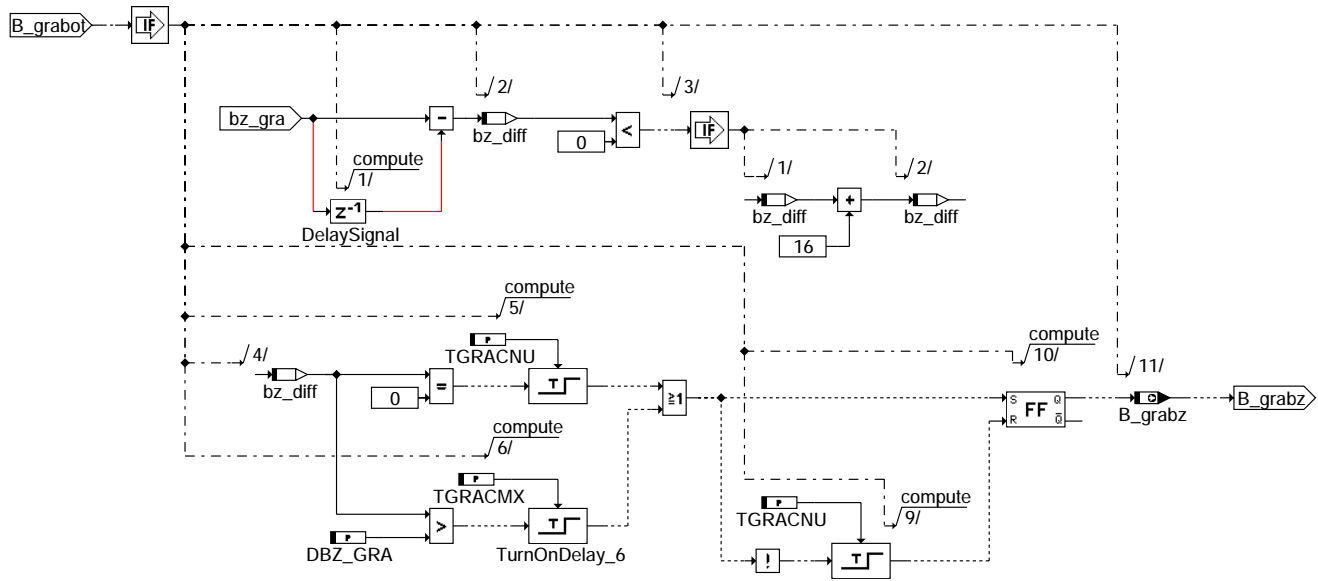 B_grabot
IF
2/
3/
bz_gra
-
bz_diff
0
<
IF
compute
1/
z-1
DelaySignal
1/
2/
bz_diff
+
bz_diff
16
compute
5/
P
TGRACNU
compute
10/
4/
bz_diff
0
=
T
≧1
11/
S Q
FF
R Q̅
B_grabz
B_grabz
compute
6/
P
TGRACMX
compute
9/
P
TGRACNU
>
T
P
DBZ_GRA
TurnOnDelay_6
!
T